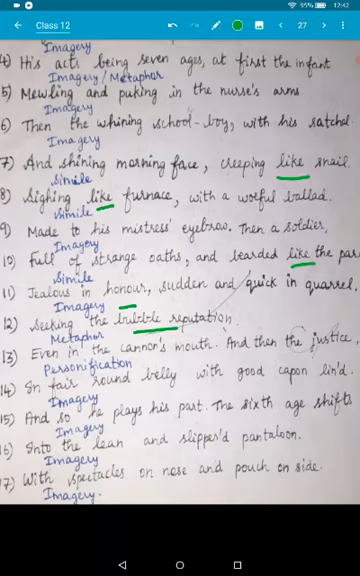 95% 12:42
Class 12 27
Imagery
4) His acts being seven ages, at first the infant
Imagery/Metaphor
5) Mewling and puking in the nurse's arms
Imagery
6) Then the whining school-boy, with his satchel
Imagery
7) And shining morning face, creeping like snail
Simile
8) Sighing like furnace, with a woeful ballad
Simile
9) Made to his mistress' eyebrow. Then a soldier,
Imagery
10) Full of strange oaths, and bearded like the par
Simile
11) Jealous in honour, sudden and quick in quarrel,
Imagery
12) Seeking the bubble reputation.
Metaphor
13) Even in the cannon's mouth. And then the justice,
Personification
14) In fair round belly with good capon lin'd.
Imagery
15) And so he plays his part. The sixth age shifts
Imagery
16) Into the lean and slipper'd pantaloon.
Imagery
17) With spectacles on nose and pouch on side.
Imagery.